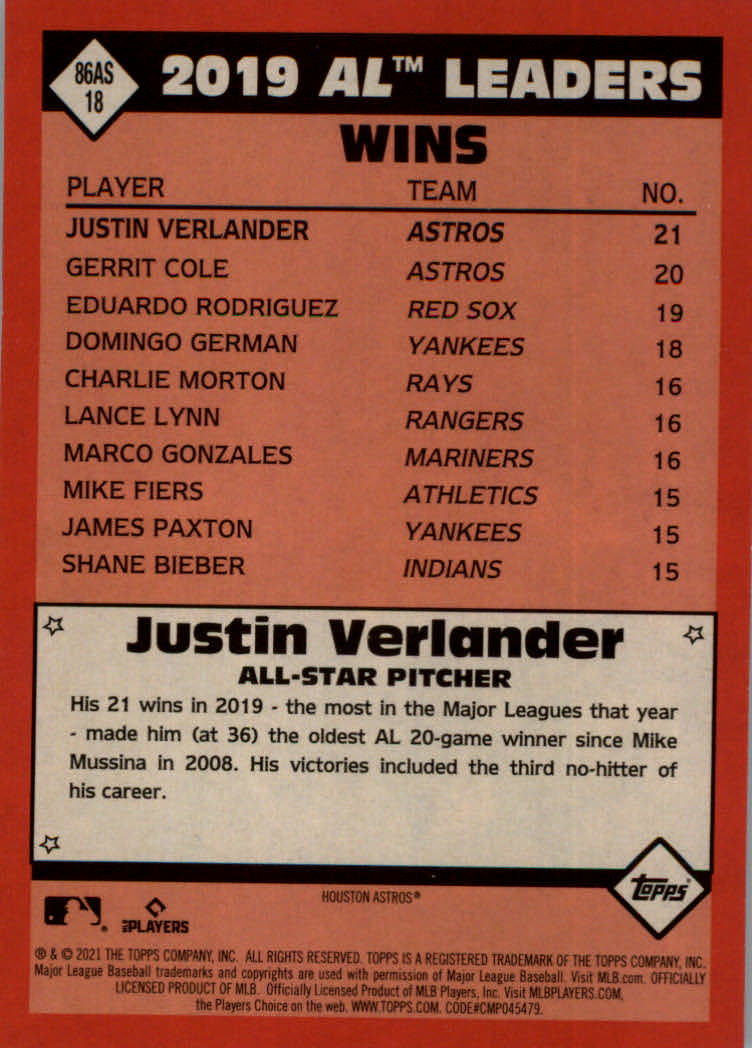 86AS
18
2019 AL™ LEADERS
WINS
PLAYER TEAM NO.
JUSTIN VERLANDER ASTROS 21
GERRIT COLE ASTROS 20
EDUARDO RODRIGUEZ RED SOX 19
DOMINGO GERMAN YANKEES 18
CHARLIE MORTON RAYS 16
LANCE LYNN RANGERS 16
MARCO GONZALES MARINERS 16
MIKE FIERS ATHLETICS 15
JAMES PAXTON YANKEES 15
SHANE BIEBER INDIANS 15
Justin Verlander
ALL-STAR PITCHER
His 21 wins in 2019 - the most in the Major Leagues that year
- made him (at 36) the oldest AL 20-game winner since Mike
Mussina in 2008. His victories included the third no-hitter of
his career.
Topps®
HOUSTON ASTROS®
MLB PLAYERS
® & © 2021 THE TOPPS COMPANY, INC. ALL RIGHTS RESERVED. TOPPS IS A REGISTERED TRADEMARK OF THE TOPPS COMPANY, INC.
Major League Baseball trademarks and copyrights are used with permission of Major League Baseball. Visit MLB.com. OFFICIALLY
LICENSED PRODUCT OF MLB. Officially Licensed Product of MLB Players, Inc. Visit MLBPLAYERS.COM,
the Players Choice on the web. WWW.TOPPS.COM. CODE#CMP045479.